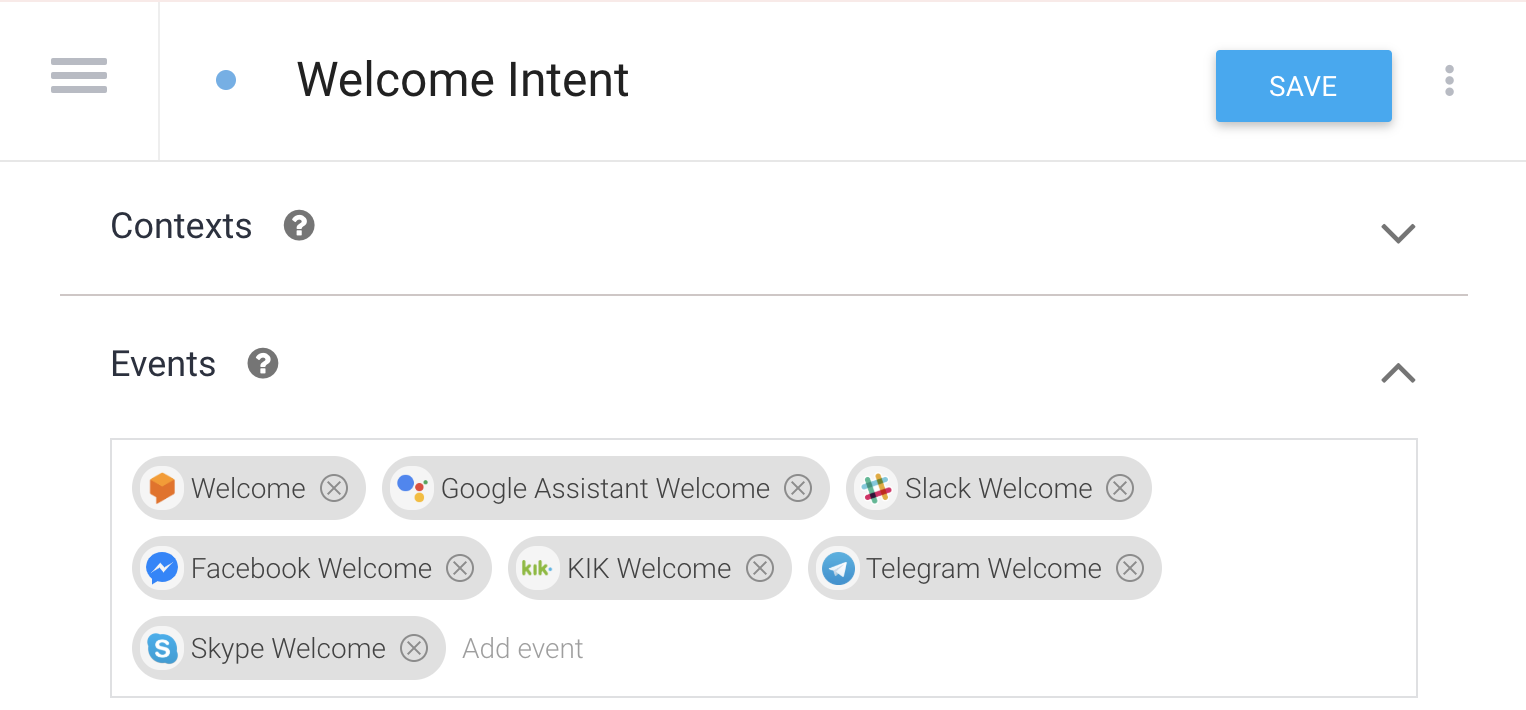 Welcome Intent SAVE
Contexts ?
Events ?
Welcome Google Assistant Welcome Slack Welcome
Facebook Welcome kik. KIK Welcome Telegram Welcome
S Skype Welcome Add event